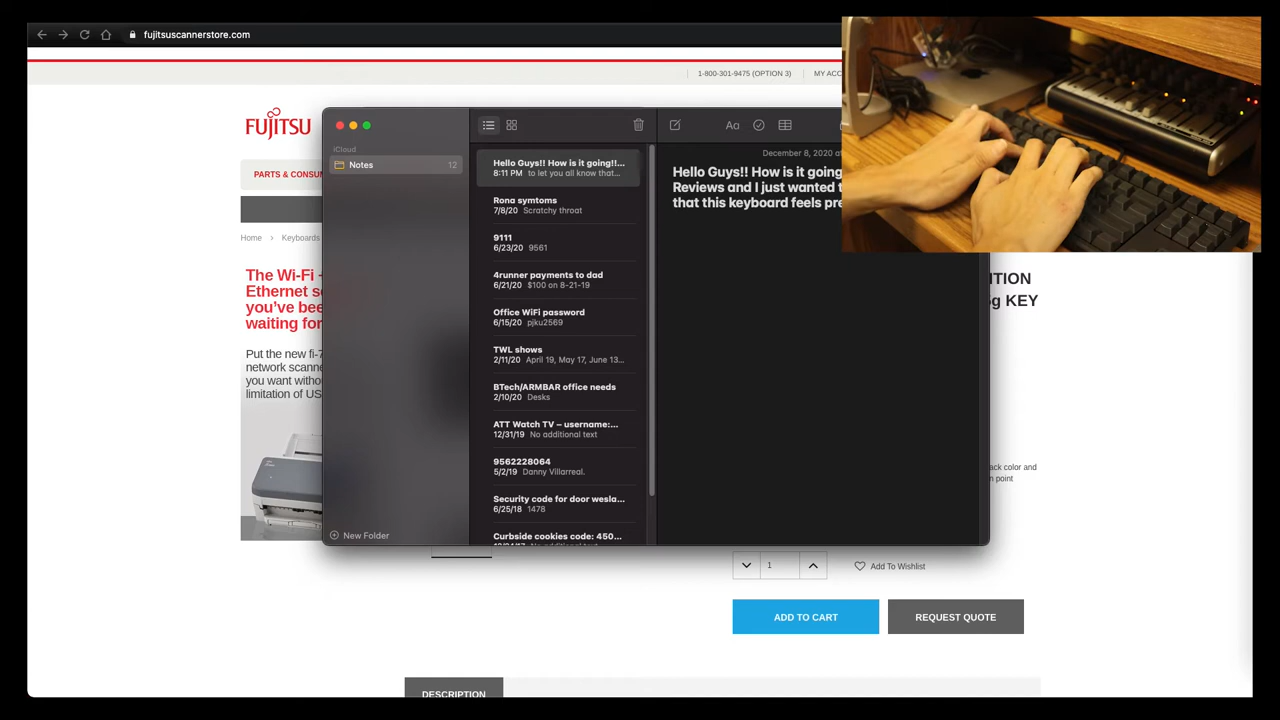 fujitsuscannerstore.com
1-800-301-9475 (OPTION 3)
MY ACC
FUJITSU
PARTS & CONSUM
Home > Keyboards
The Wi-Fi +
Ethernet s
you've bee
waiting for
Put the new fi-7
network scanne
you want withou
limitation of US
iCloud
Notes 12
New Folder
Hello Guys!! How is it going!!...
8:11 PM to let you all know that...
Rona symtoms
7/8/20 Scratchy throat
9111
6/23/20 9561
4runner payments to dad
6/21/20 $100 on 8-21-19
Office WiFi password
6/15/20 pjku2569
TWL shows
2/11/20 April 19, May 17, June 13...
BTech/ARMBAR office needs
2/10/20 Desks
ATT Watch TV – username:...
12/31/19 No additional text
9562228064
5/2/19 Danny Villarreal.
Security code for door wesla...
6/25/18 1478
Curbside cookies code: 450...
Aa
December 8, 2020 a
Hello Guys!! How is it going
Reviews and I just wanted t
that this keyboard feels pre
ITION
g KEY
ack color and
n point
1
Add To Wishlist
ADD TO CART
REQUEST QUOTE
DESCRIPTION